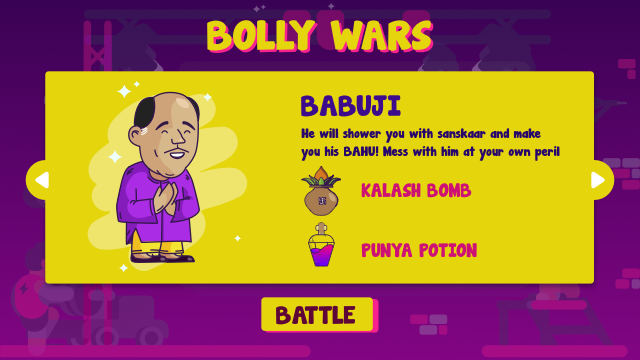 BOLLY WARS
BABUJI
He will shower you with sanskaar and make
you his BAHU! Mess with him at your own peril
KALASH BOMB
PUNYA POTION
BATTLE